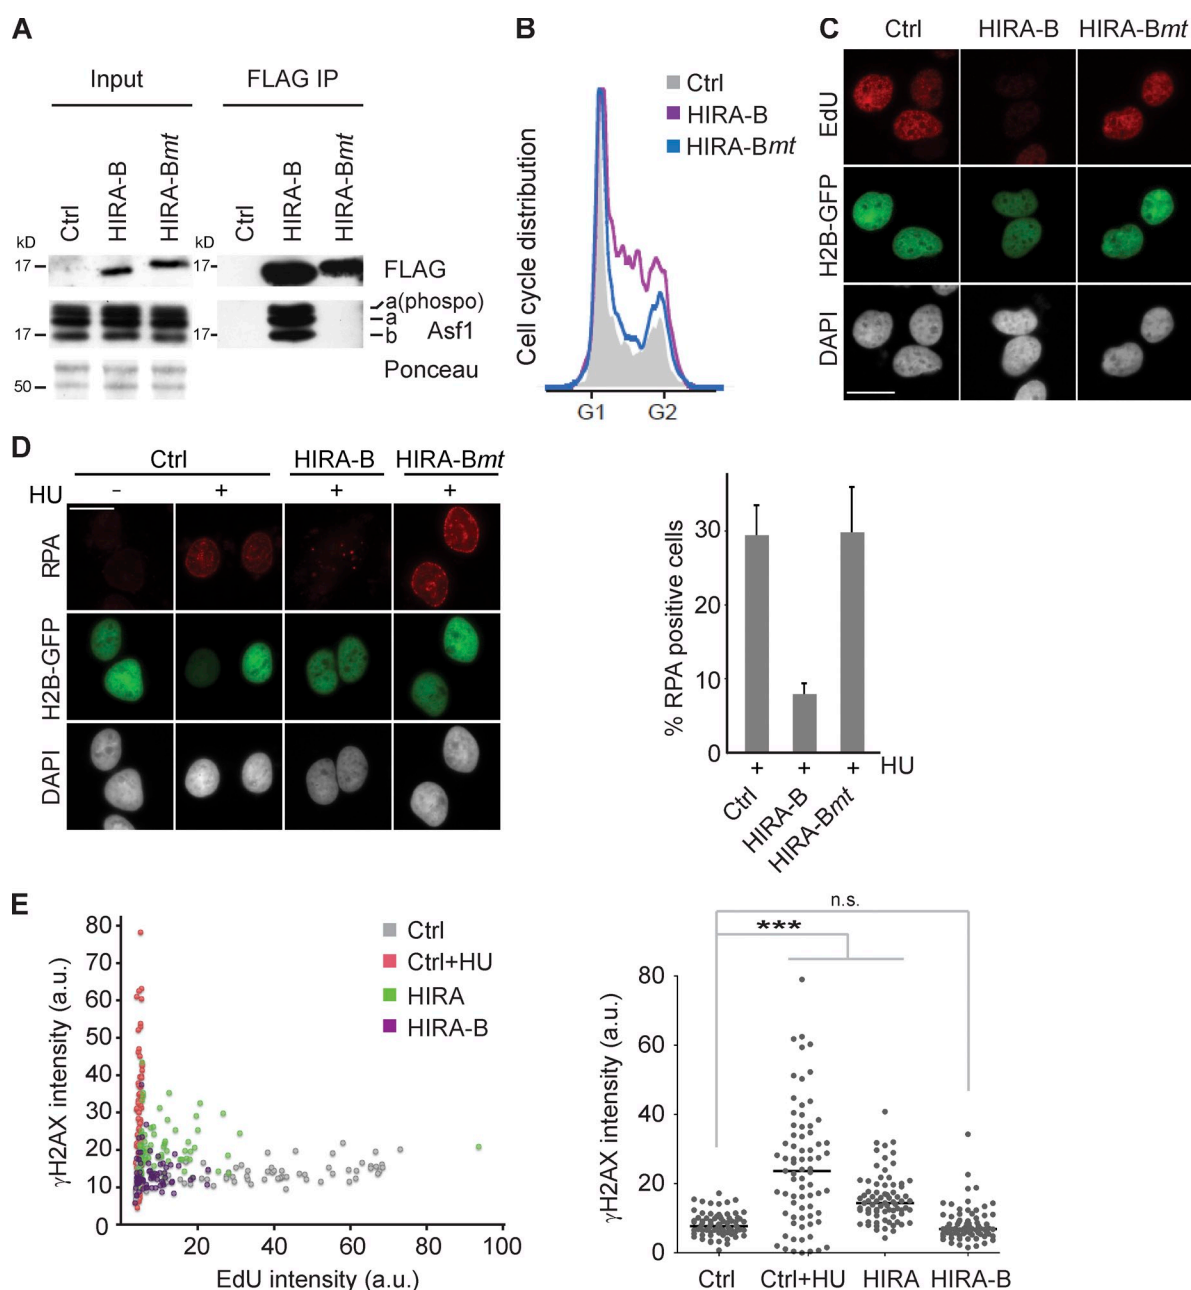 A
Input
FLAG IP
Ctrl
HIRA-B
HIRA-Bmt
Ctrl
HIRA-B
HIRA-Bmt
kD
kD
17
17
FLAG
a(phospo)
a
17
17
b
Asf1
50
Ponceau
B
Ctrl
HIRA-B
HIRA-Bmt
Cell cycle distribution
G1
G2
C
Ctrl
HIRA-B
HIRA-Bmt
EdU
H2B-GFP
DAPI
D
Ctrl
HIRA-B
HIRA-Bmt
HU
–
+
+
+
RPA
H2B-GFP
DAPI
% RPA positive cells
30
20
10
0
+
+
+
HU
Ctrl
HIRA-B
HIRA-Bmt
E
γH2AX intensity (a.u.)
80
70
60
50
40
30
20
10
0
20
40
60
80
100
EdU intensity (a.u.)
Ctrl
Ctrl+HU
HIRA
HIRA-B
n.s.
***
γH2AX intensity (a.u.)
80
60
40
20
0
Ctrl
Ctrl+HU
HIRA
HIRA-B